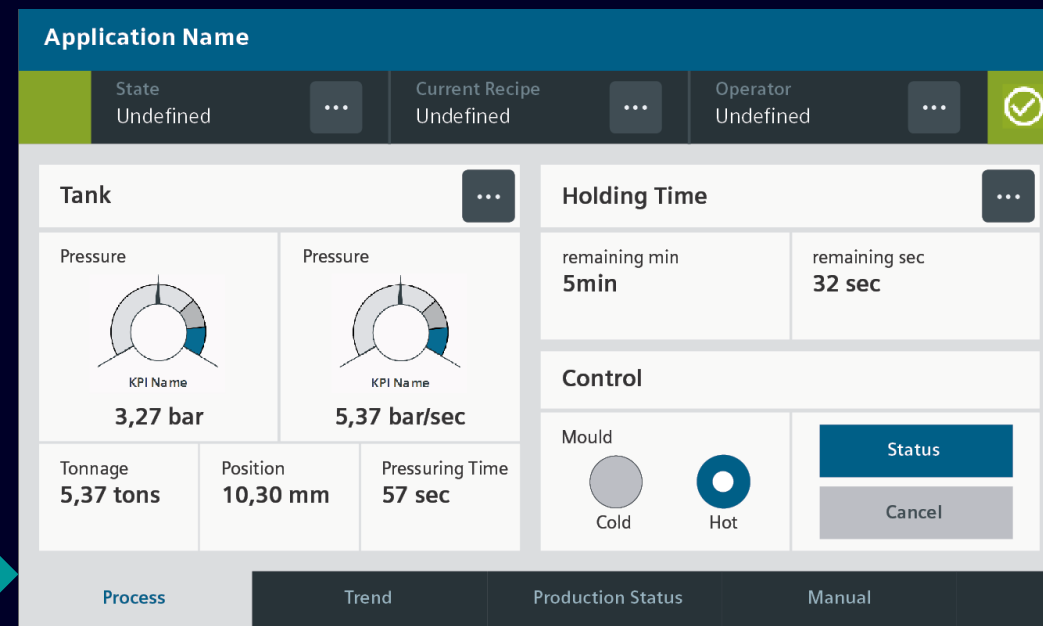 Application Name
State
Undefined
Current Recipe
Undefined
Operator
Undefined
Tank
Pressure
KPI Name
3,27 bar
Pressure
KPI Name
5,37 bar/sec
Tonnage
5,37 tons
Position
10,30 mm
Pressuring Time
57 sec
Holding Time
remaining min
5min
remaining sec
32 sec
Control
Mould
Cold
Hot
Status
Cancel
Process
Trend
Production Status
Manual